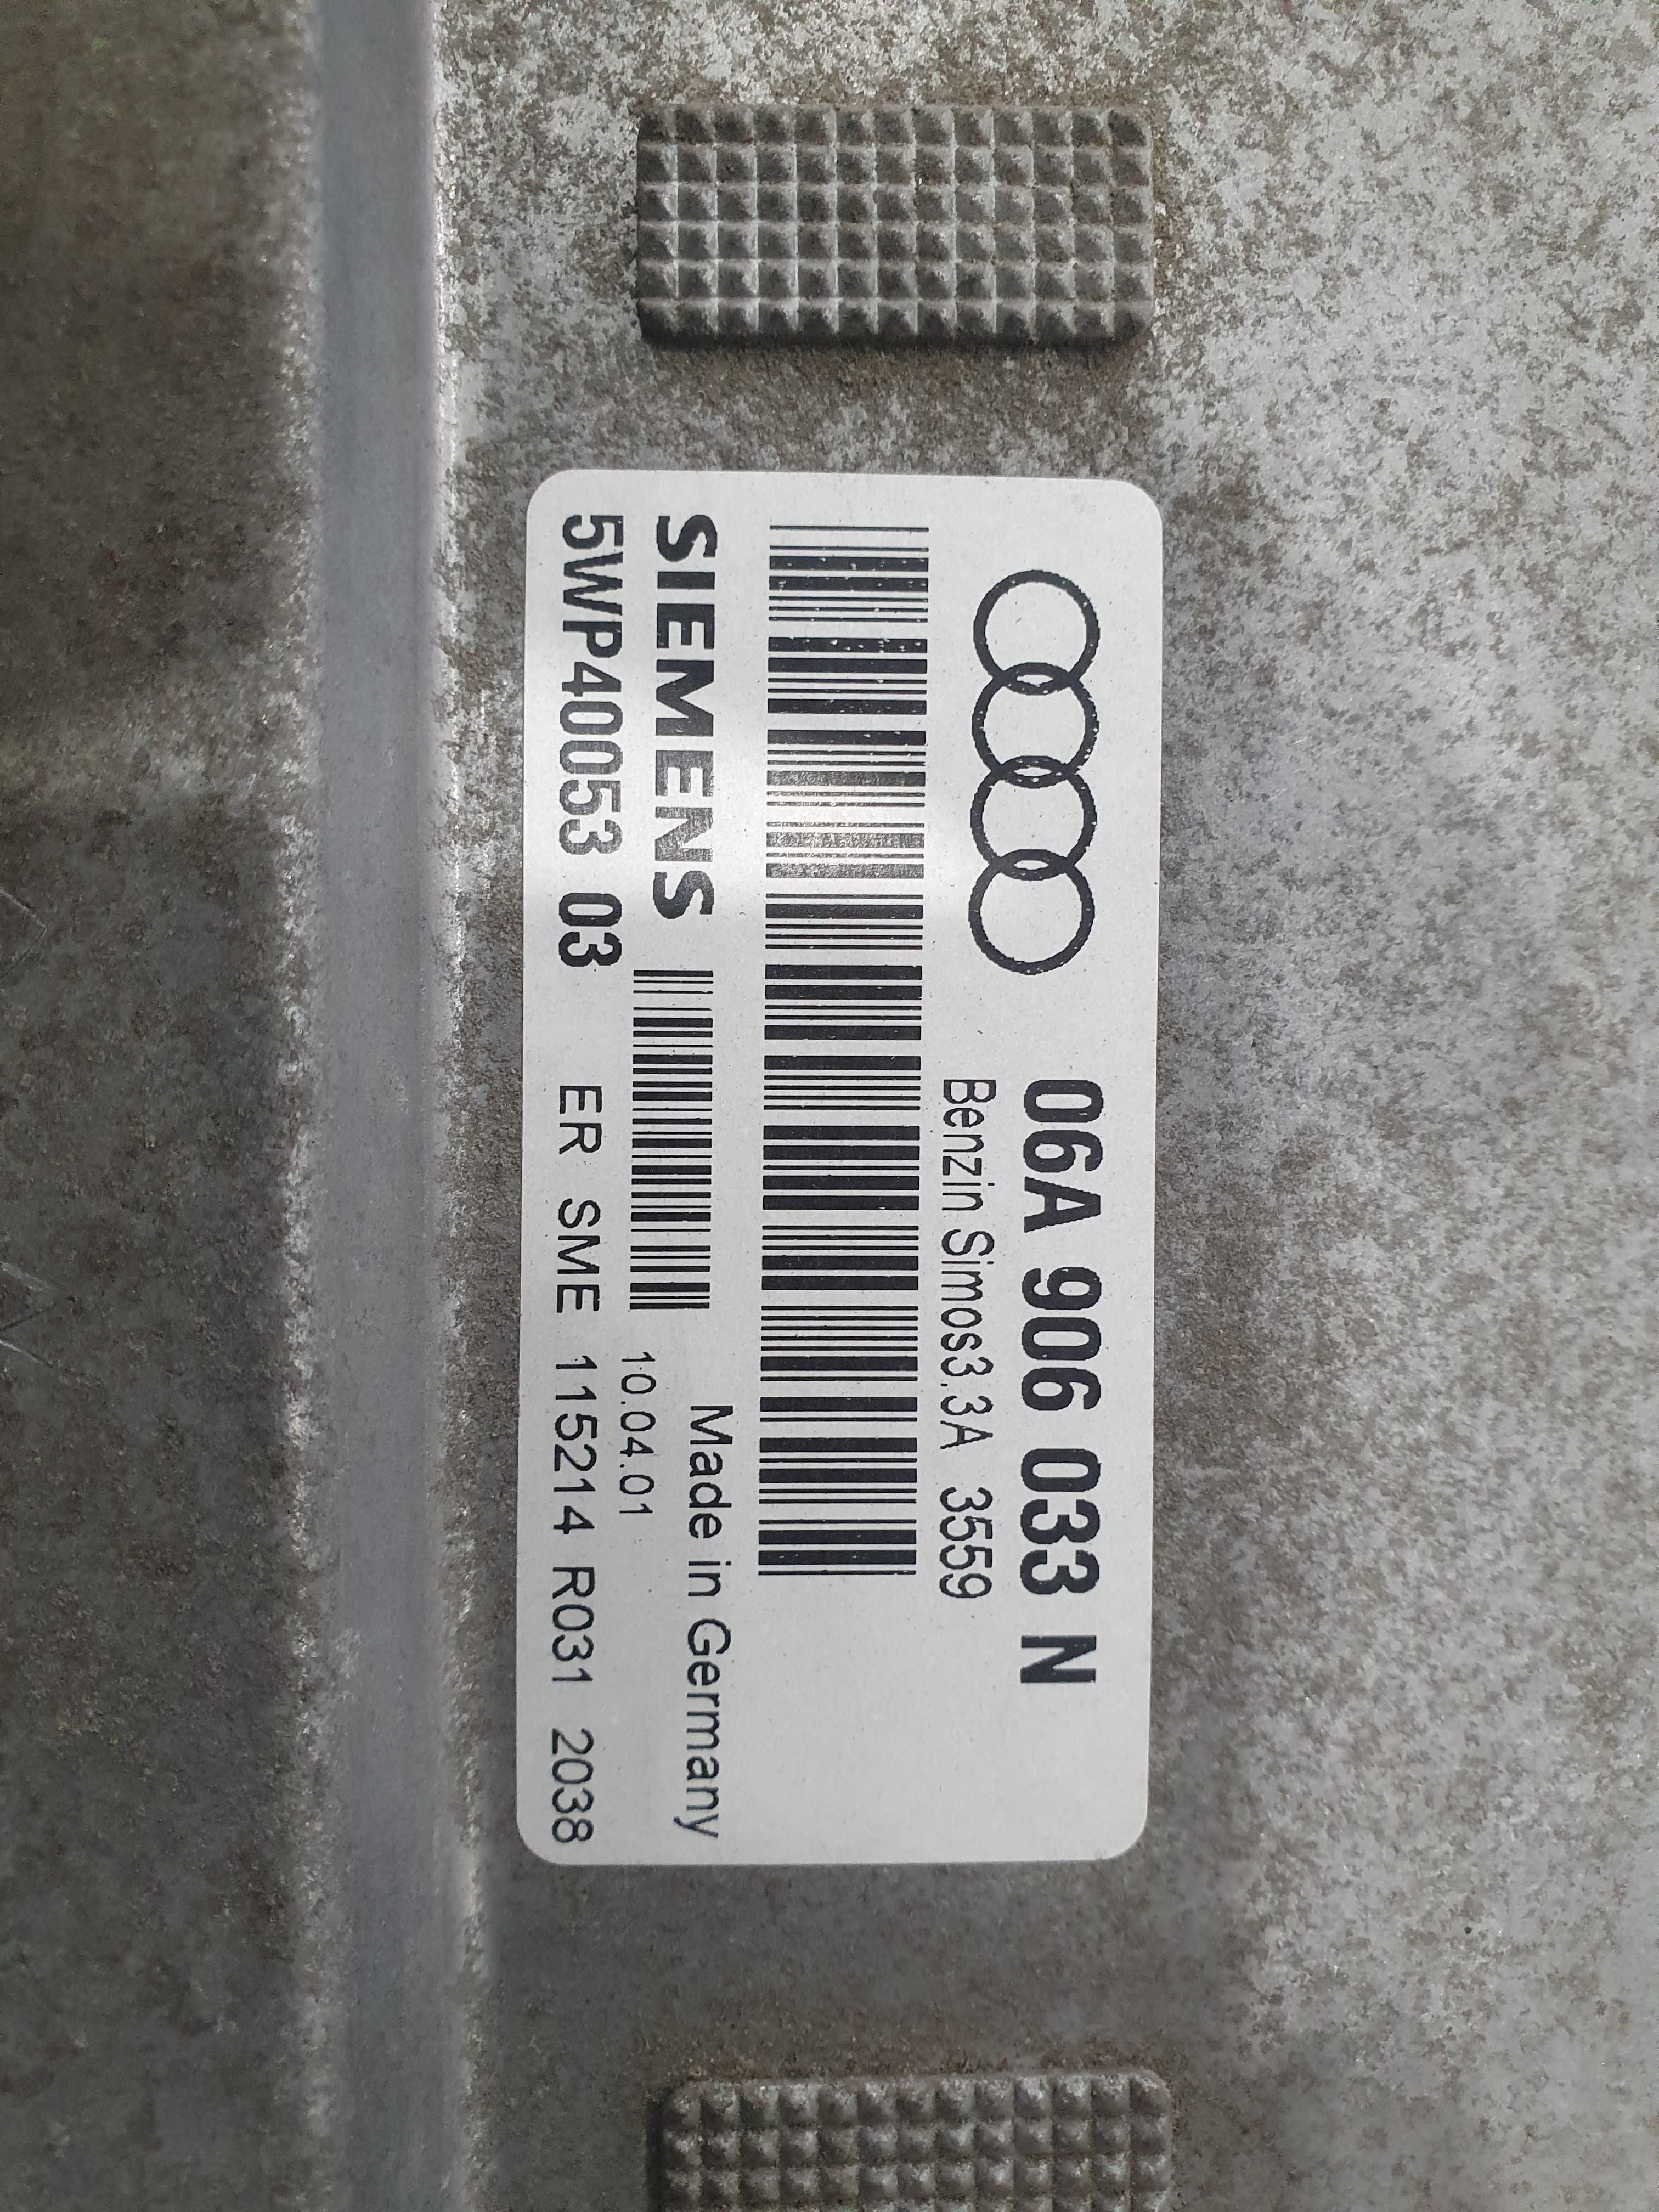 06A 906 033 N
Benzin Simos3.3A 3559
SIEMENS
Made in Germany
10.04.01
5WP40053 03
ER SME 115214 R031 2038